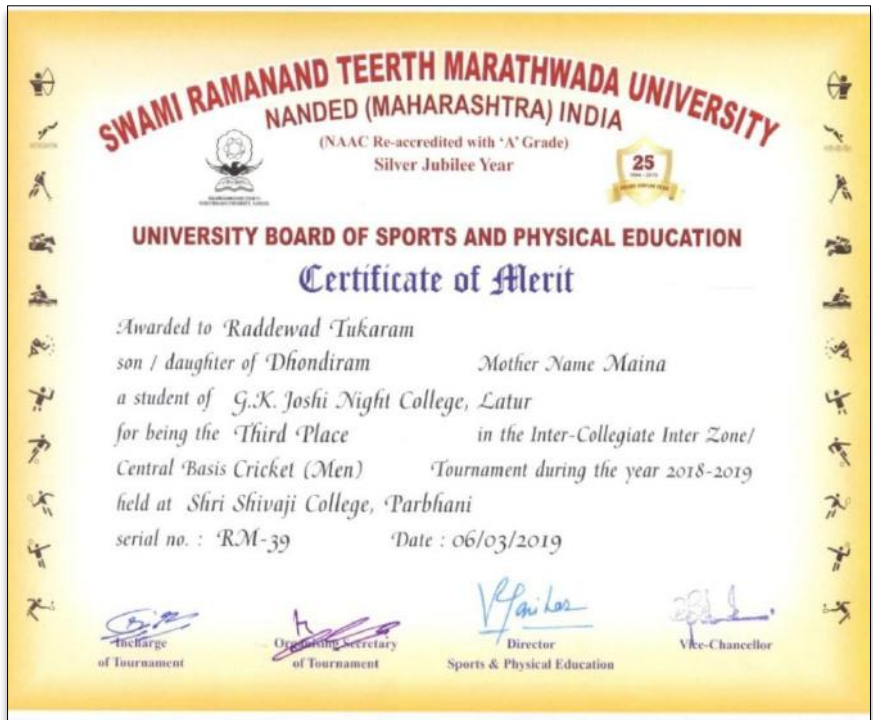 SWAMI RAMANAND TEERTH MARATHWADA UNIVERSITY
NANDED (MAHARASHTRA) INDIA
(NAAC Re-accredited with 'A' Grade)
Silver Jubilee Year
25
UNIVERSITY BOARD OF SPORTS AND PHYSICAL EDUCATION
Certificate of Merit
Awarded to Raddewad Tukaram
son / daughter of Dhondiram Mother Name Maina
a student of G.K. Joshi Night College, Latur
for being the Third Place in the Inter-Collegiate Inter Zone/
Central Basis Cricket (Men) Tournament during the year 2018-2019
held at Shri Shivaji College, Parbhani
serial no. : RM-39 Date : 06/03/2019
Incharge
of Tournament
Organising Secretary
of Tournament
Director
Sports & Physical Education
Vice-Chancellor